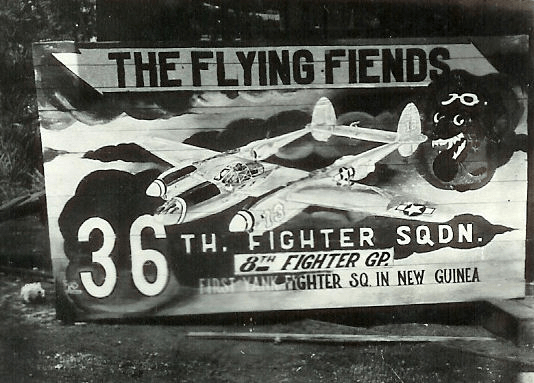 THE FLYING FIENDS
36 TH. FIGHTER SQDN.
8TH FIGHTER GP.
FIRST YANK FIGHTER SQ. IN NEW GUINEA